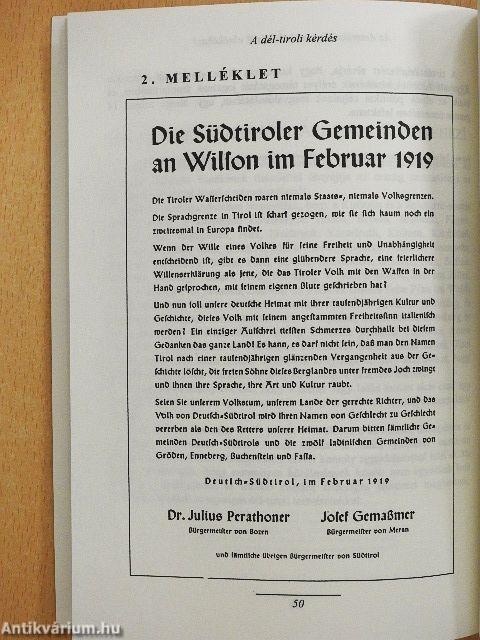 A dél-tiroli kérdés
2. MELLÉKLET
Die Südtiroler Gemeinden
an Wilson im Februar 1919
Die Tiroler Wasserscheiden waren niemals Staats-, niemals Volksgrenzen.
Die Sprachgrenze in Tirol ist scharf gezogen, wie sie sich kaum noch ein
zweitesmal in Europa findet.
Wenn der Wille eines Volkes für seine Freiheit und Unabhängigkeit
entscheidend ist, gibt es dann eine glühendere Sprache, eine feierlichere
Willenserklärung als jene, die das Tiroler Volk mit den Waffen in der
Hand gesprochen, mit seinem eigenen Blute geschrieben hat?
Und nun soll unsere deutsche Heimat mit ihrer tausendjährigen Kultur und
Geschichte, dieses Volk mit seinem angestammten Freiheitssinn italienisch
werden? Ein einziger Aufschrei tiefsten Schmerzes durchhalle bei diesem
Gedanken das ganze Land! Es kann, es darf nicht sein, daß man den Namen
Tirol nach einer tausendjährigen glänzenden Vergangenheit aus der Ge-
schichte löscht, die freien Söhne dieses Berglandes unter fremdes Joch zwingt
und ihnen ihre Sprache, ihre Art und Kultur raubt.
Seien Sie unserem Volkstum, unserem Lande der gerechte Richter, und das
Volk von Deutsch-Südtirol wird Ihren Namen von Geschlecht zu Geschlecht
vererben als den des Retters unserer Heimat. Darum bitten sämtliche Ge-
meinden Deutsch-Südtirols und die zwölf ladinischen Gemeinden von
Gröden, Enneberg, Buchenstein und Fassa.
Deutsch-Südtirol, im Februar 1919
Dr. Julius Perathoner Josef Gemaßmer
Bürgermeister von Bozen Bürgermeister von Meran
und sämtliche übrigen Bürgermeister von Südtirol
50
Antikvárium.hu